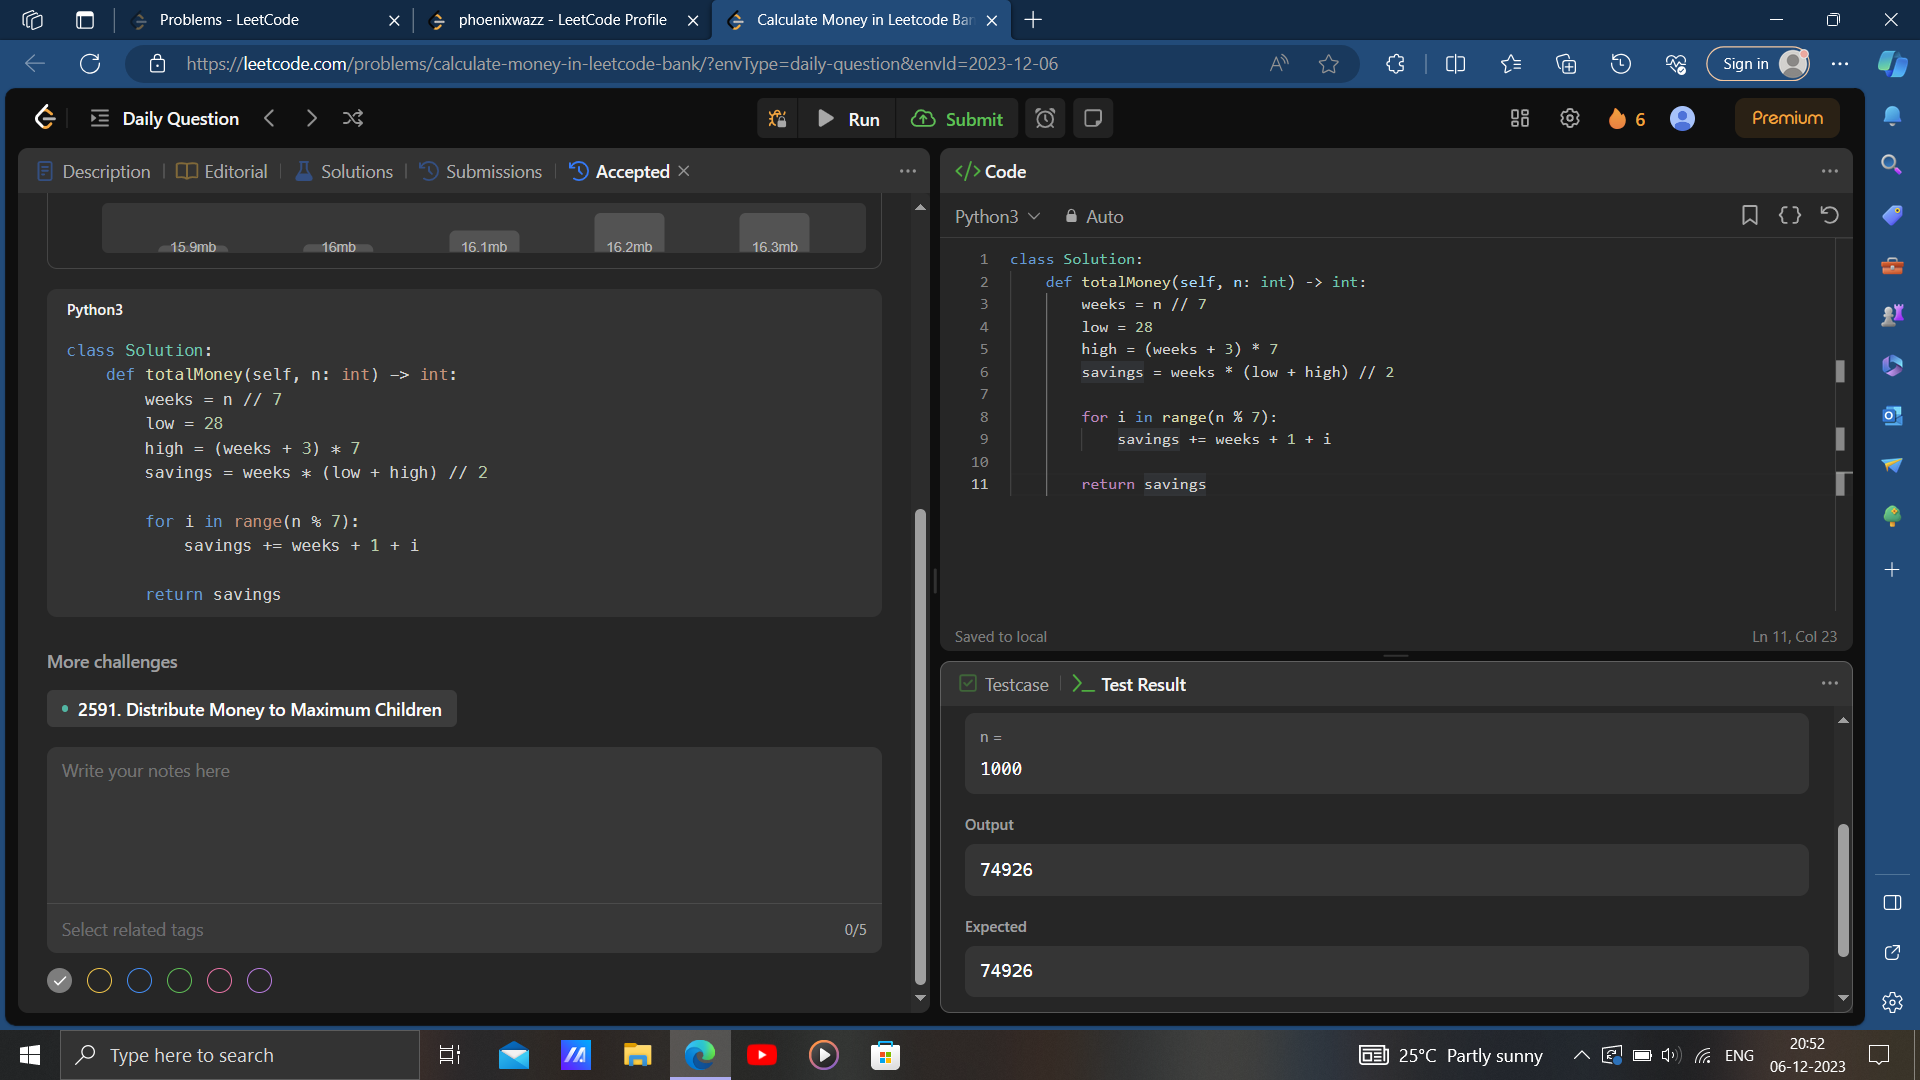 Problems - LeetCode
phoenixwazz - LeetCode Profile
Calculate Money in Leetcode Ban
https://leetcode.com/problems/calculate-money-in-leetcode-bank/?envType=daily-question&envId=2023-12-06
Sign in
Daily Question
Run
Submit
6
Premium
Description
Editorial
Solutions
Submissions
Accepted
15.9mb
16mb
16.1mb
16.2mb
16.3mb
Python3
class Solution:
def totalMoney(self, n: int) -> int:
weeks = n // 7
low = 28
high = (weeks + 3) * 7
savings = weeks * (low + high) // 2
for i in range(n % 7):
savings += weeks + 1 + i
return savings
More challenges
2591. Distribute Money to Maximum Children
Write your notes here
Select related tags
0/5
</> Code
Python3
Auto
1 class Solution:
2 def totalMoney(self, n: int) -> int:
3 weeks = n // 7
4 low = 28
5 high = (weeks + 3) * 7
6 savings = weeks * (low + high) // 2
7
8 for i in range(n % 7):
9 savings += weeks + 1 + i
10
11 return savings
Saved to local
Ln 11, Col 23
Testcase
Test Result
n =
1000
Output
74926
Expected
74926
Type here to search
25°C Partly sunny
ENG
20:52
06-12-2023